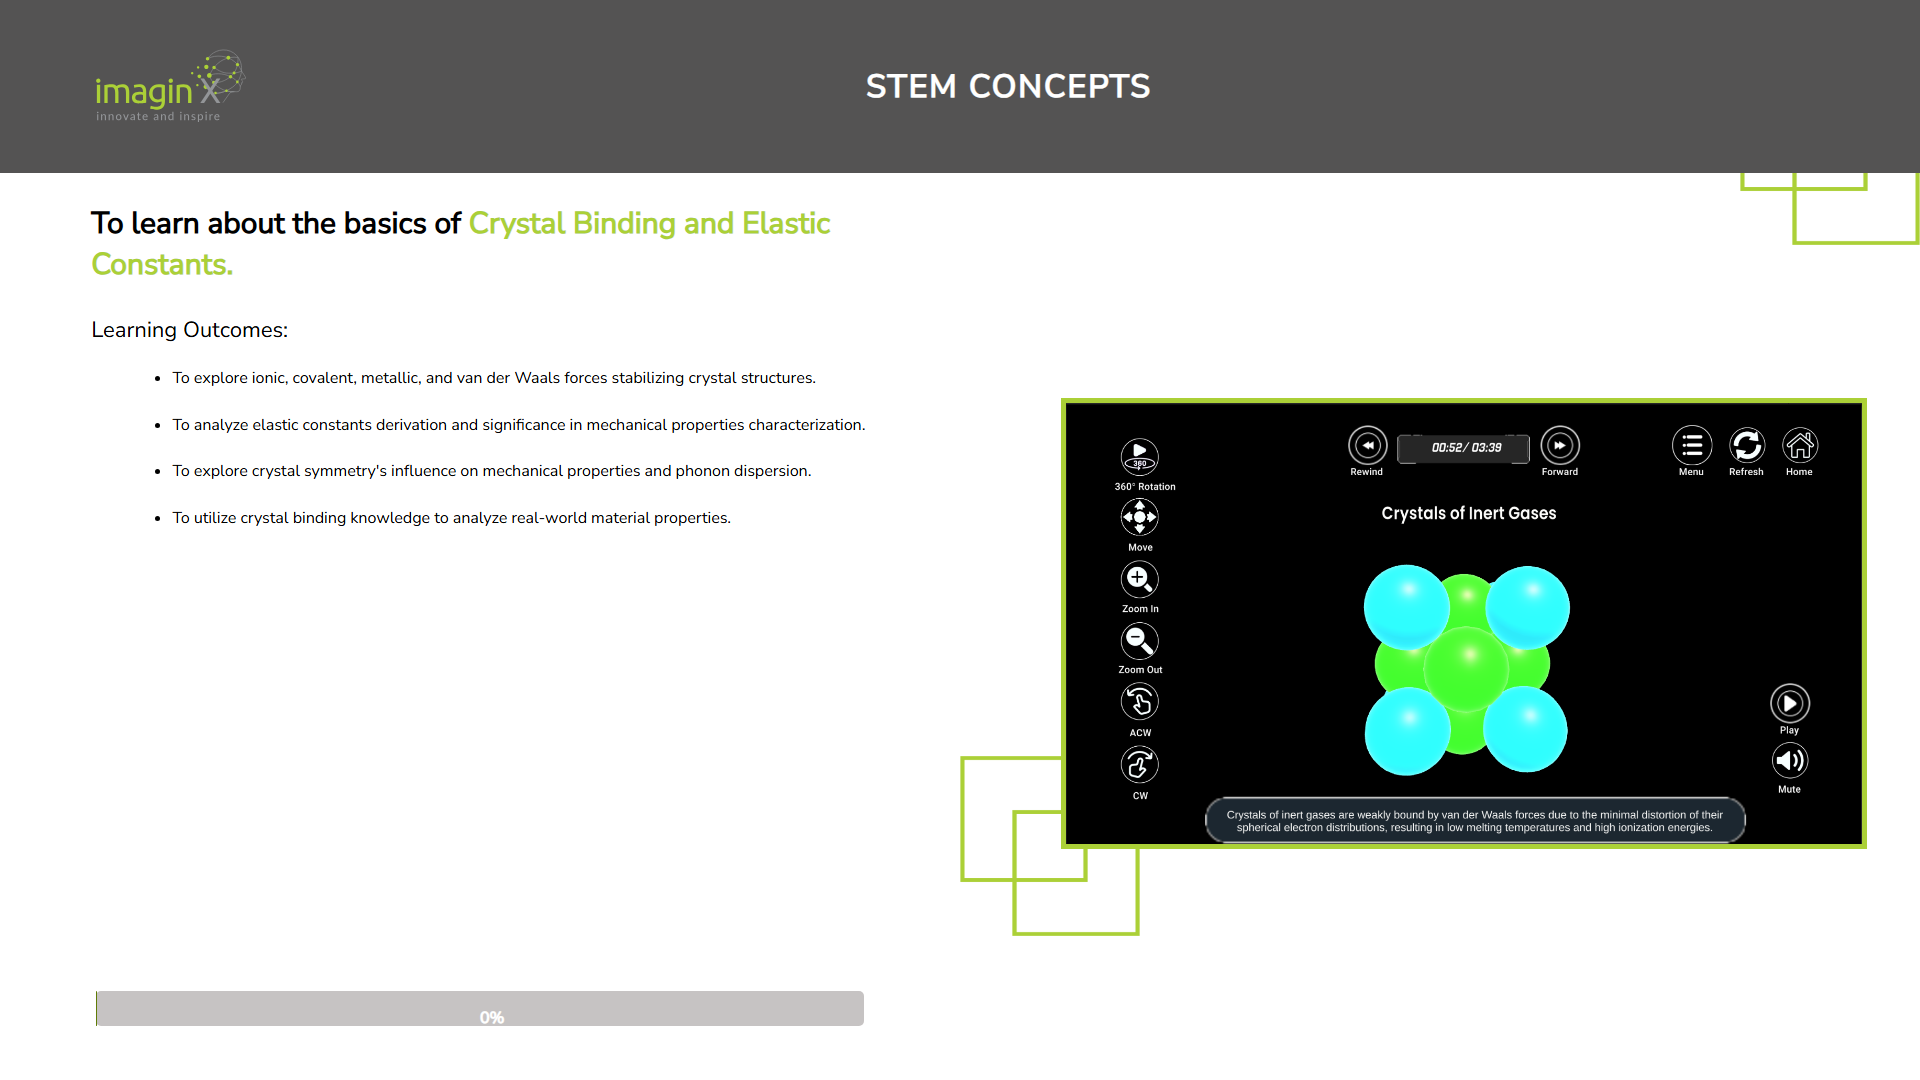 imagin X
innovate and inspire
STEM CONCEPTS
To learn about the basics of Crystal Binding and Elastic
Constants.
Learning Outcomes:
• To explore ionic, covalent, metallic, and van der Waals forces stabilizing crystal structures.
• To analyze elastic constants derivation and significance in mechanical properties characterization.
• To explore crystal symmetry's influence on mechanical properties and phonon dispersion.
• To utilize crystal binding knowledge to analyze real-world material properties.
0%
360
360° Rotation
Move
Zoom In
Zoom Out
ACW
CW
Rewind
00:52/ 03:39
Forward
Menu
Refresh
Home
Crystals of Inert Gases
Play
Mute
Crystals of inert gases are weakly bound by van der Waals forces due to the minimal distortion of their
spherical electron distributions, resulting in low melting temperatures and high ionization energies.